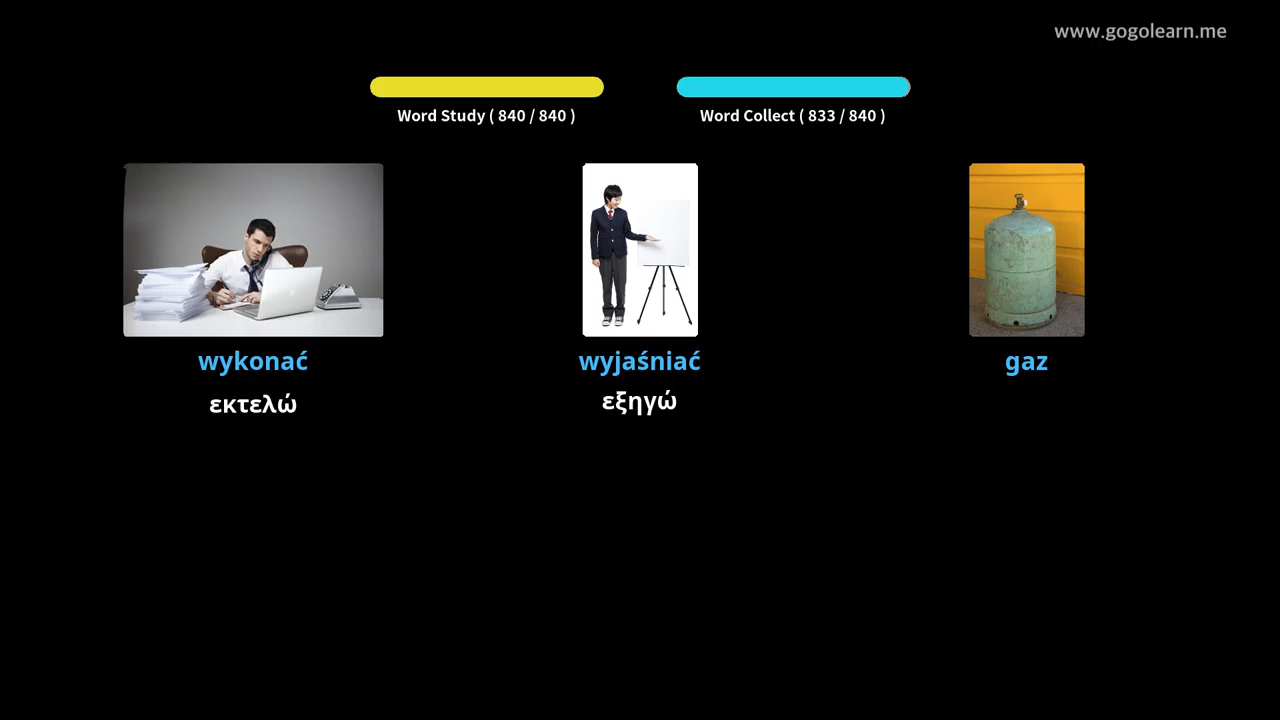 www.gogolearn.me
Word Study ( 840 / 840 )
Word Collect ( 833 / 840 )
wykonać
εκτελώ
wyjaśniać
εξηγώ
gaz